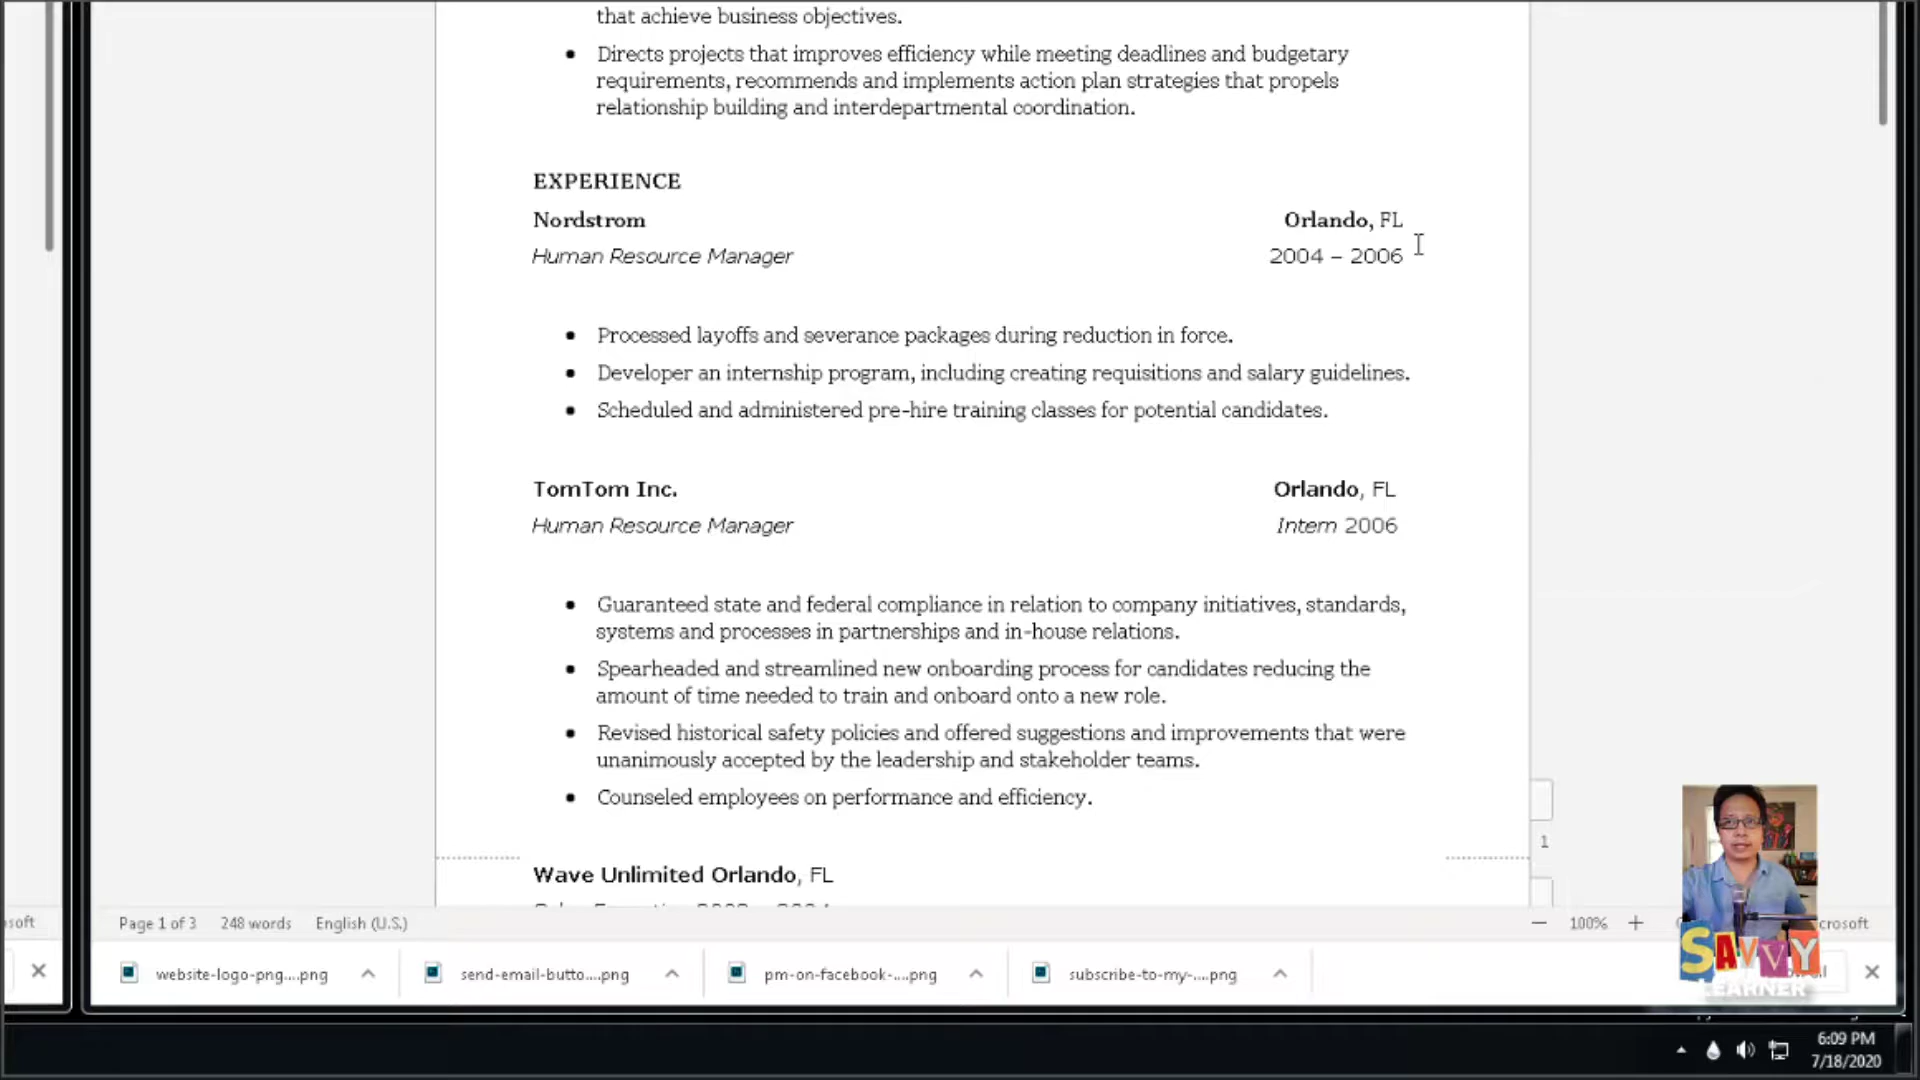 that achieve business objectives.
• Directs projects that improves efficiency while meeting deadlines and budgetary
requirements, recommends and implements action plan strategies that propels
relationship building and interdepartmental coordination.
EXPERIENCE
Nordstrom Orlando, FL
Human Resource Manager 2004 – 2006
• Processed layoffs and severance packages during reduction in force.
• Developer an internship program, including creating requisitions and salary guidelines.
• Scheduled and administered pre-hire training classes for potential candidates.
TomTom Inc. Orlando, FL
Human Resource Manager Intern 2006
• Guaranteed state and federal compliance in relation to company initiatives, standards,
systems and processes in partnerships and in-house relations.
• Spearheaded and streamlined new onboarding process for candidates reducing the
amount of time needed to train and onboard onto a new role.
• Revised historical safety policies and offered suggestions and improvements that were
unanimously accepted by the leadership and stakeholder teams.
• Counseled employees on performance and efficiency.
1
Wave Unlimited Orlando, FL
osoft Page 1 of 3 248 words English (U.S.) 100% crosoft
website-logo-png....png send-email-butto....png pm-on-facebook-....png subscribe-to-my-....png
SAVVY
LEARNER
6:09 PM
7/18/2020